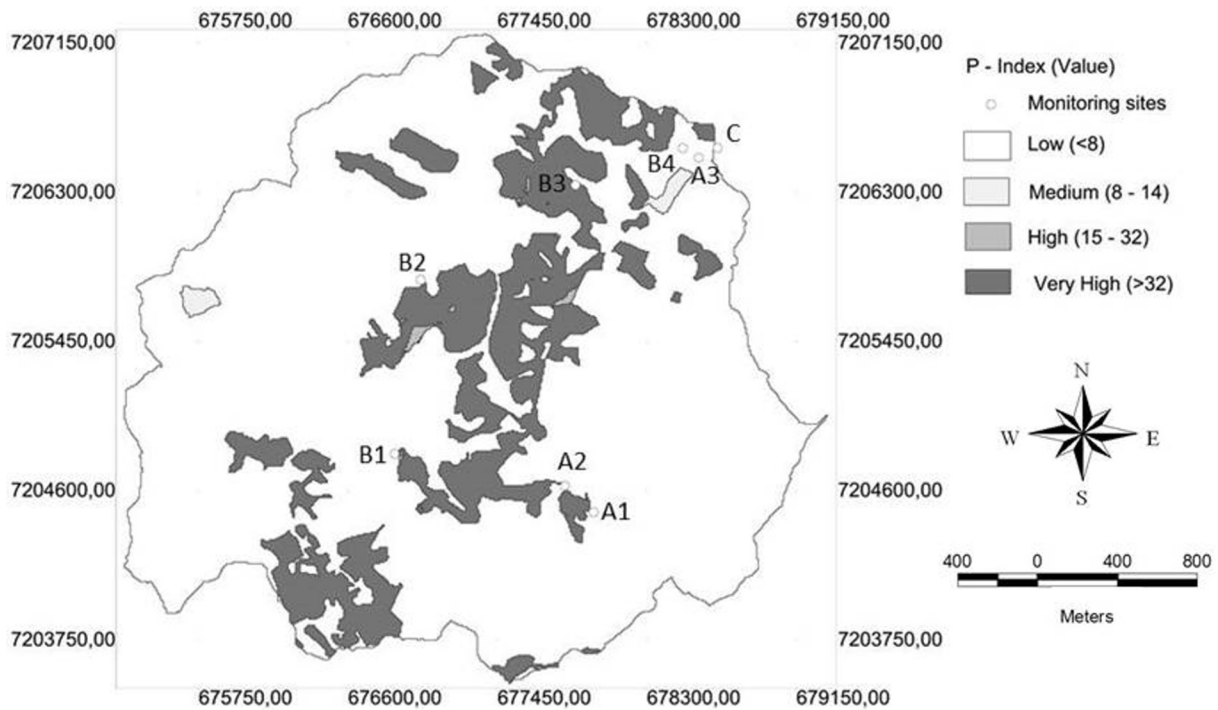 675750,00 676600,00 677450,00 678300,00 679150,00
7207150,00 7207150,00
P - Index (Value)
Monitoring sites
C
Low (<8)
B4
A3
B3
7206300,00 7206300,00
Medium (8 - 14)
High (15 - 32)
B2
Very High (>32)
7205450,00 7205450,00
N
W E
S
B1
A2
7204600,00 7204600,00
A1
400 0 400 800
Meters
7203750,00 7203750,00
675750,00 676600,00 677450,00 678300,00 679150,00